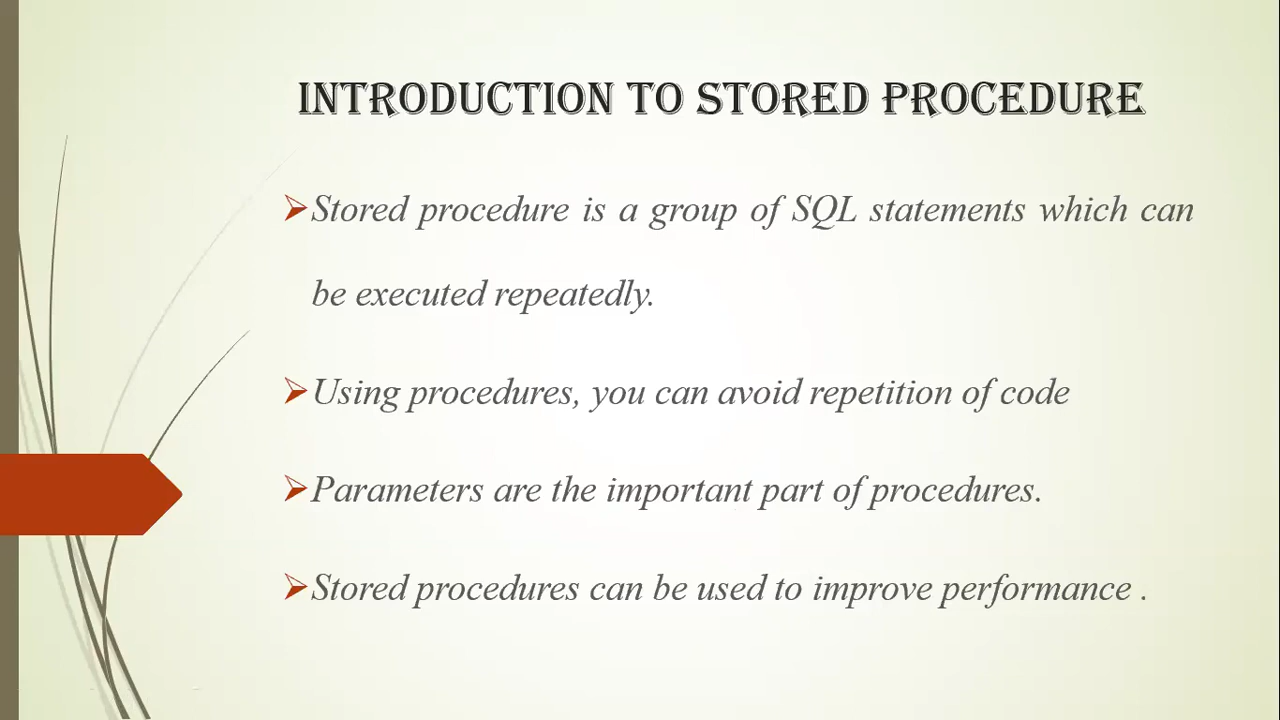 INTRODUCTION TO STORED PROCEDURE
Stored procedure is a group of SQL statements which can
be executed repeatedly.
Using procedures, you can avoid repetition of code
Parameters are the important part of procedures.
Stored procedures can be used to improve performance .